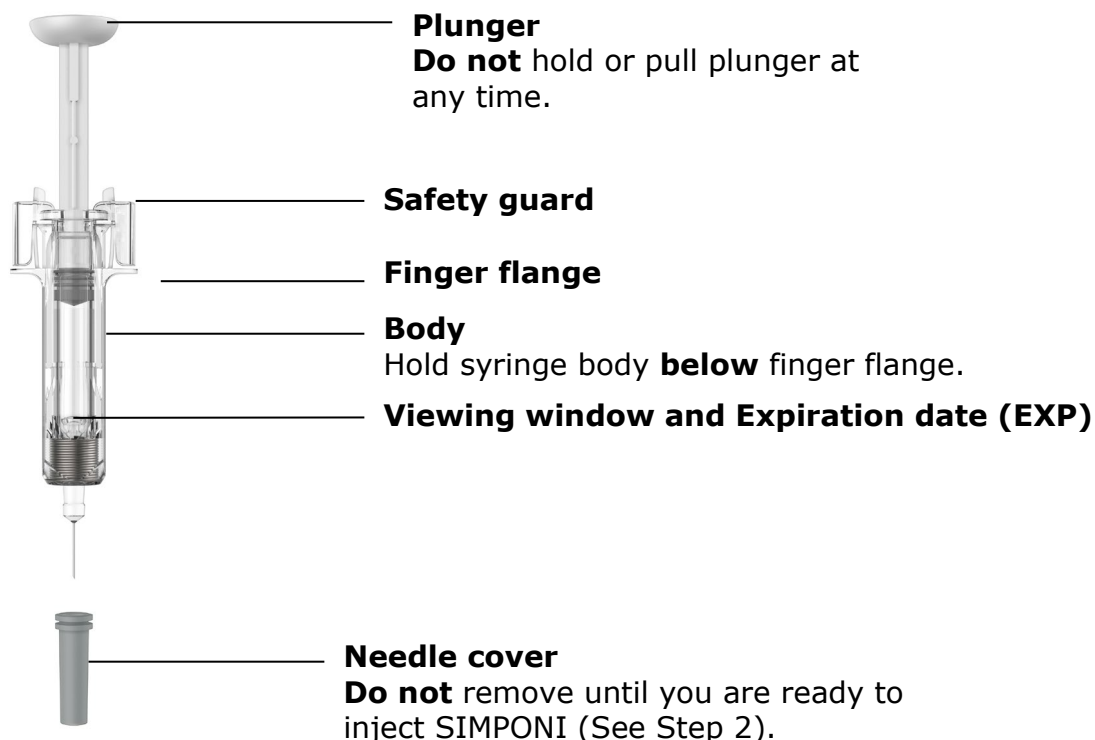 Plunger
Do not hold or pull plunger at
any time.
Safety guard
Finger flange
Body
Hold syringe body below finger flange.
Viewing window and Expiration date (EXP)
Needle cover
Do not remove until you are ready to
inject SIMPONI (See Step 2).